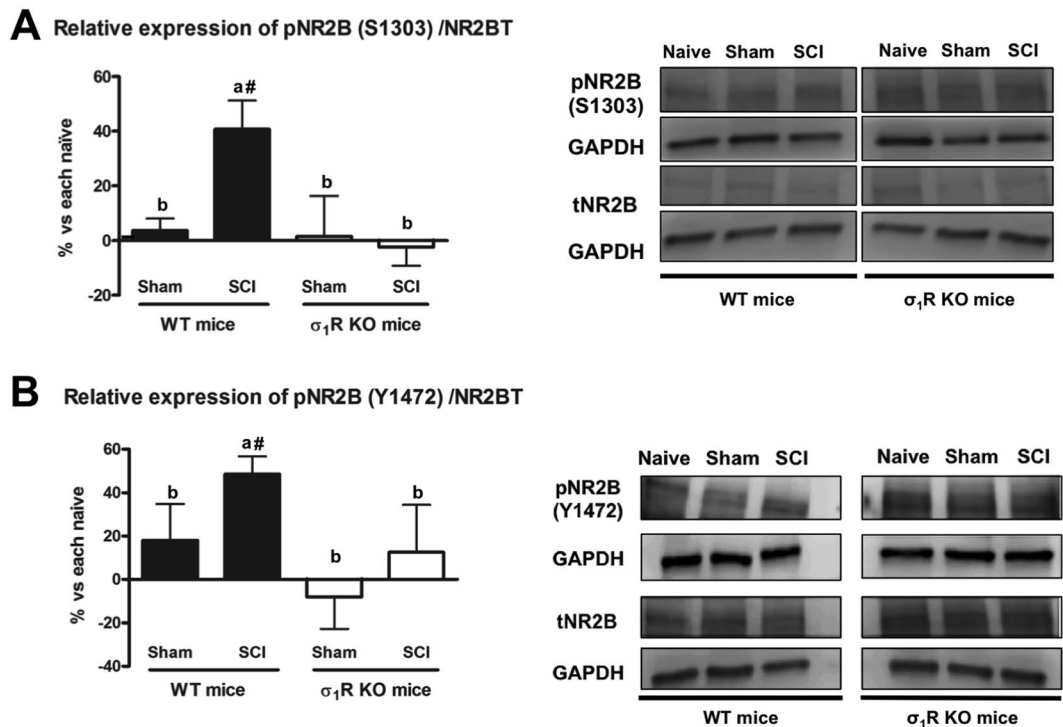 A Relative expression of pNR2B (S1303) /NR2BT
% vs each naïve
60
40
20
0
-20
b
a#
b
b
Sham
SCI
Sham
SCI
WT mice
σ1R KO mice
Naive Sham SCI
Naive Sham SCI
pNR2B
(S1303)
GAPDH
tNR2B
GAPDH
WT mice
σ1R KO mice
B Relative expression of pNR2B (Y1472) /NR2BT
% vs each naive
60
40
20
0
-20
-40
b
a#
b
b
Sham
SCI
Sham
SCI
WT mice
σ1R KO mice
Naive Sham SCI
Naive Sham SCI
pNR2B
(Y1472)
GAPDH
tNR2B
GAPDH
WT mice
σ1R KO mice